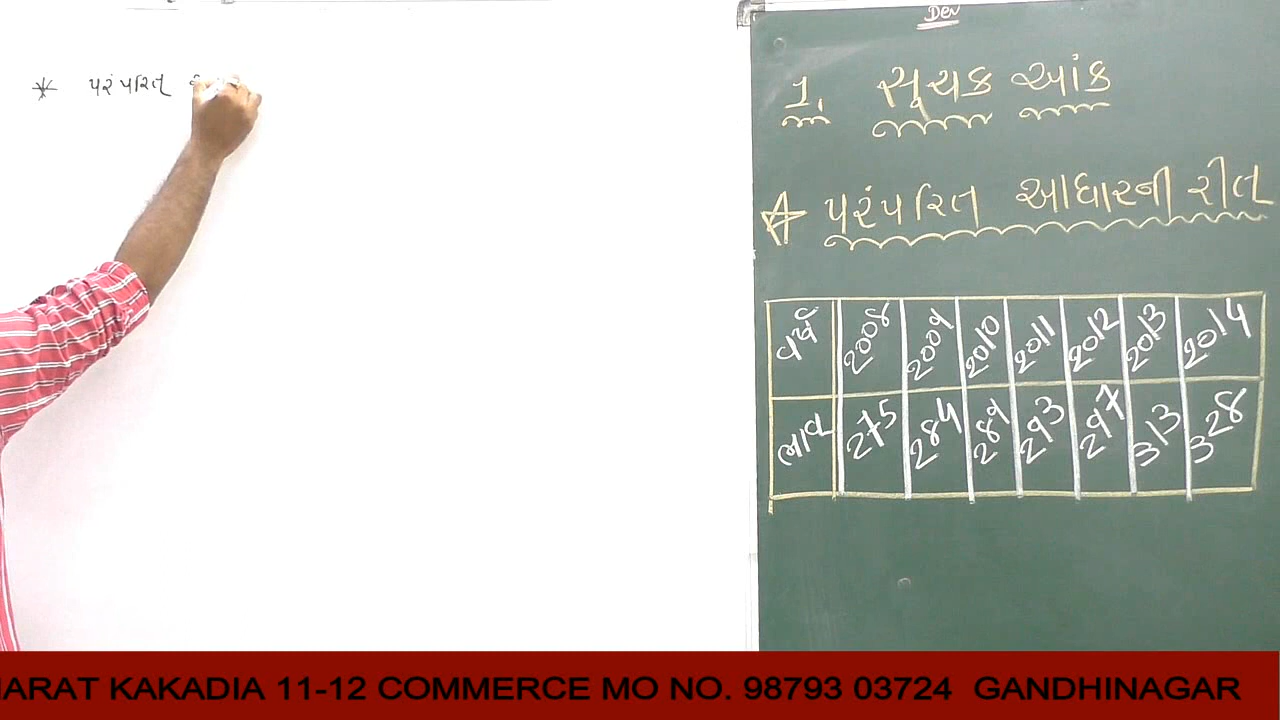 * પરંપરિત
Dev
1. સૂચક આંક
* પરંપરિત આધારની રીત
વર્ષ 2008 2009 2010 2011 2012 2013 2014
ભાવ 275 284 289 293 297 313 328
ARAT KAKADIA 11-12 COMMERCE MO NO. 98793 03724 GANDHINAGAR